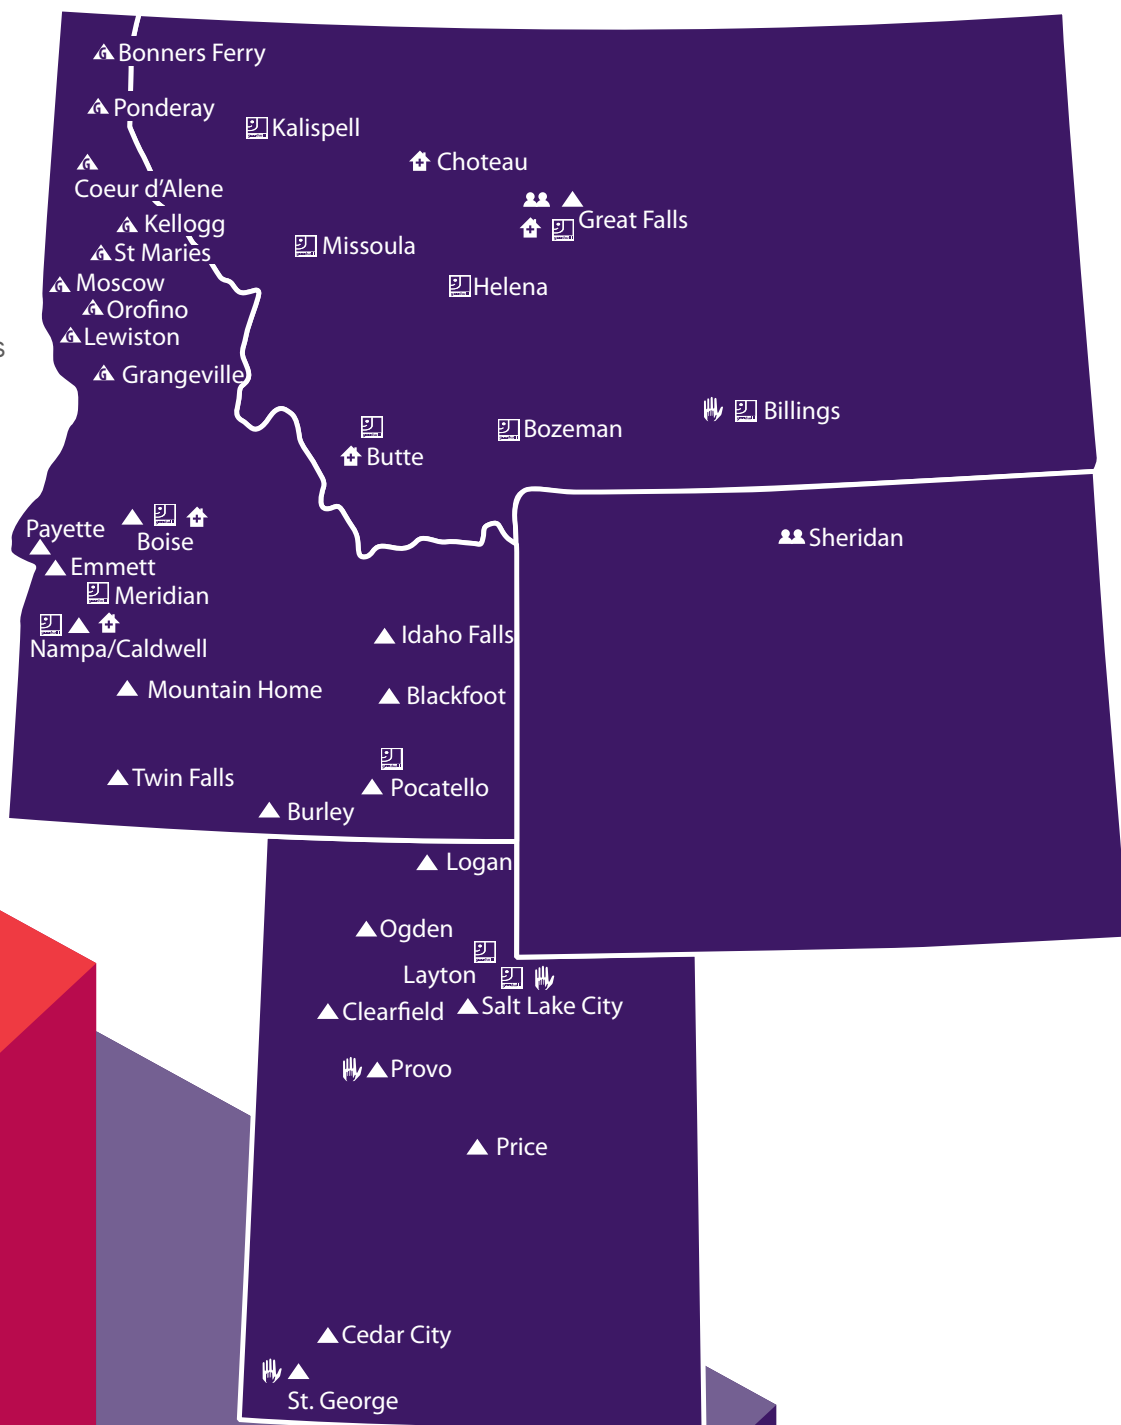 Bonners Ferry
Ponderay
Kalispell
Choteau
Coeur d'Alene
Great Falls
Kellogg
Missoula
St Maries
Moscow
Helena
Orofino
Lewiston
s
Grangeville
Billings
Bozeman
Butte
Payette
Boise
Sheridan
Emmett
Meridian
Idaho Falls
Nampa/Caldwell
Mountain Home
Blackfoot
Twin Falls
Pocatello
Burley
Logan
Ogden
Layton
Salt Lake City
Clearfield
Provo
Price
Cedar City
St. George